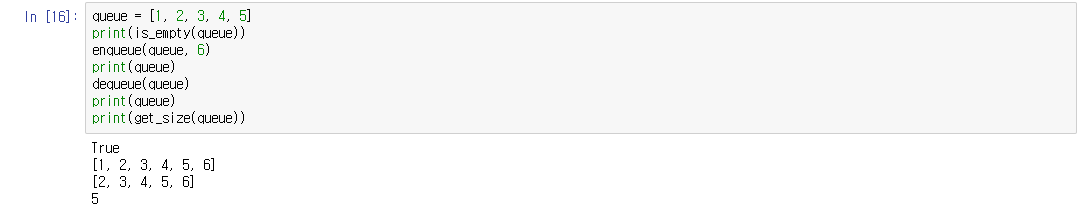 In [16]: queue = [1, 2, 3, 4, 5]
print(is_empty(queue))
enqueue(queue, 6)
print(queue)
dequeue(queue)
print(queue)
print(get_size(queue))
True
[1, 2, 3, 4, 5, 6]
[2, 3, 4, 5, 6]
5